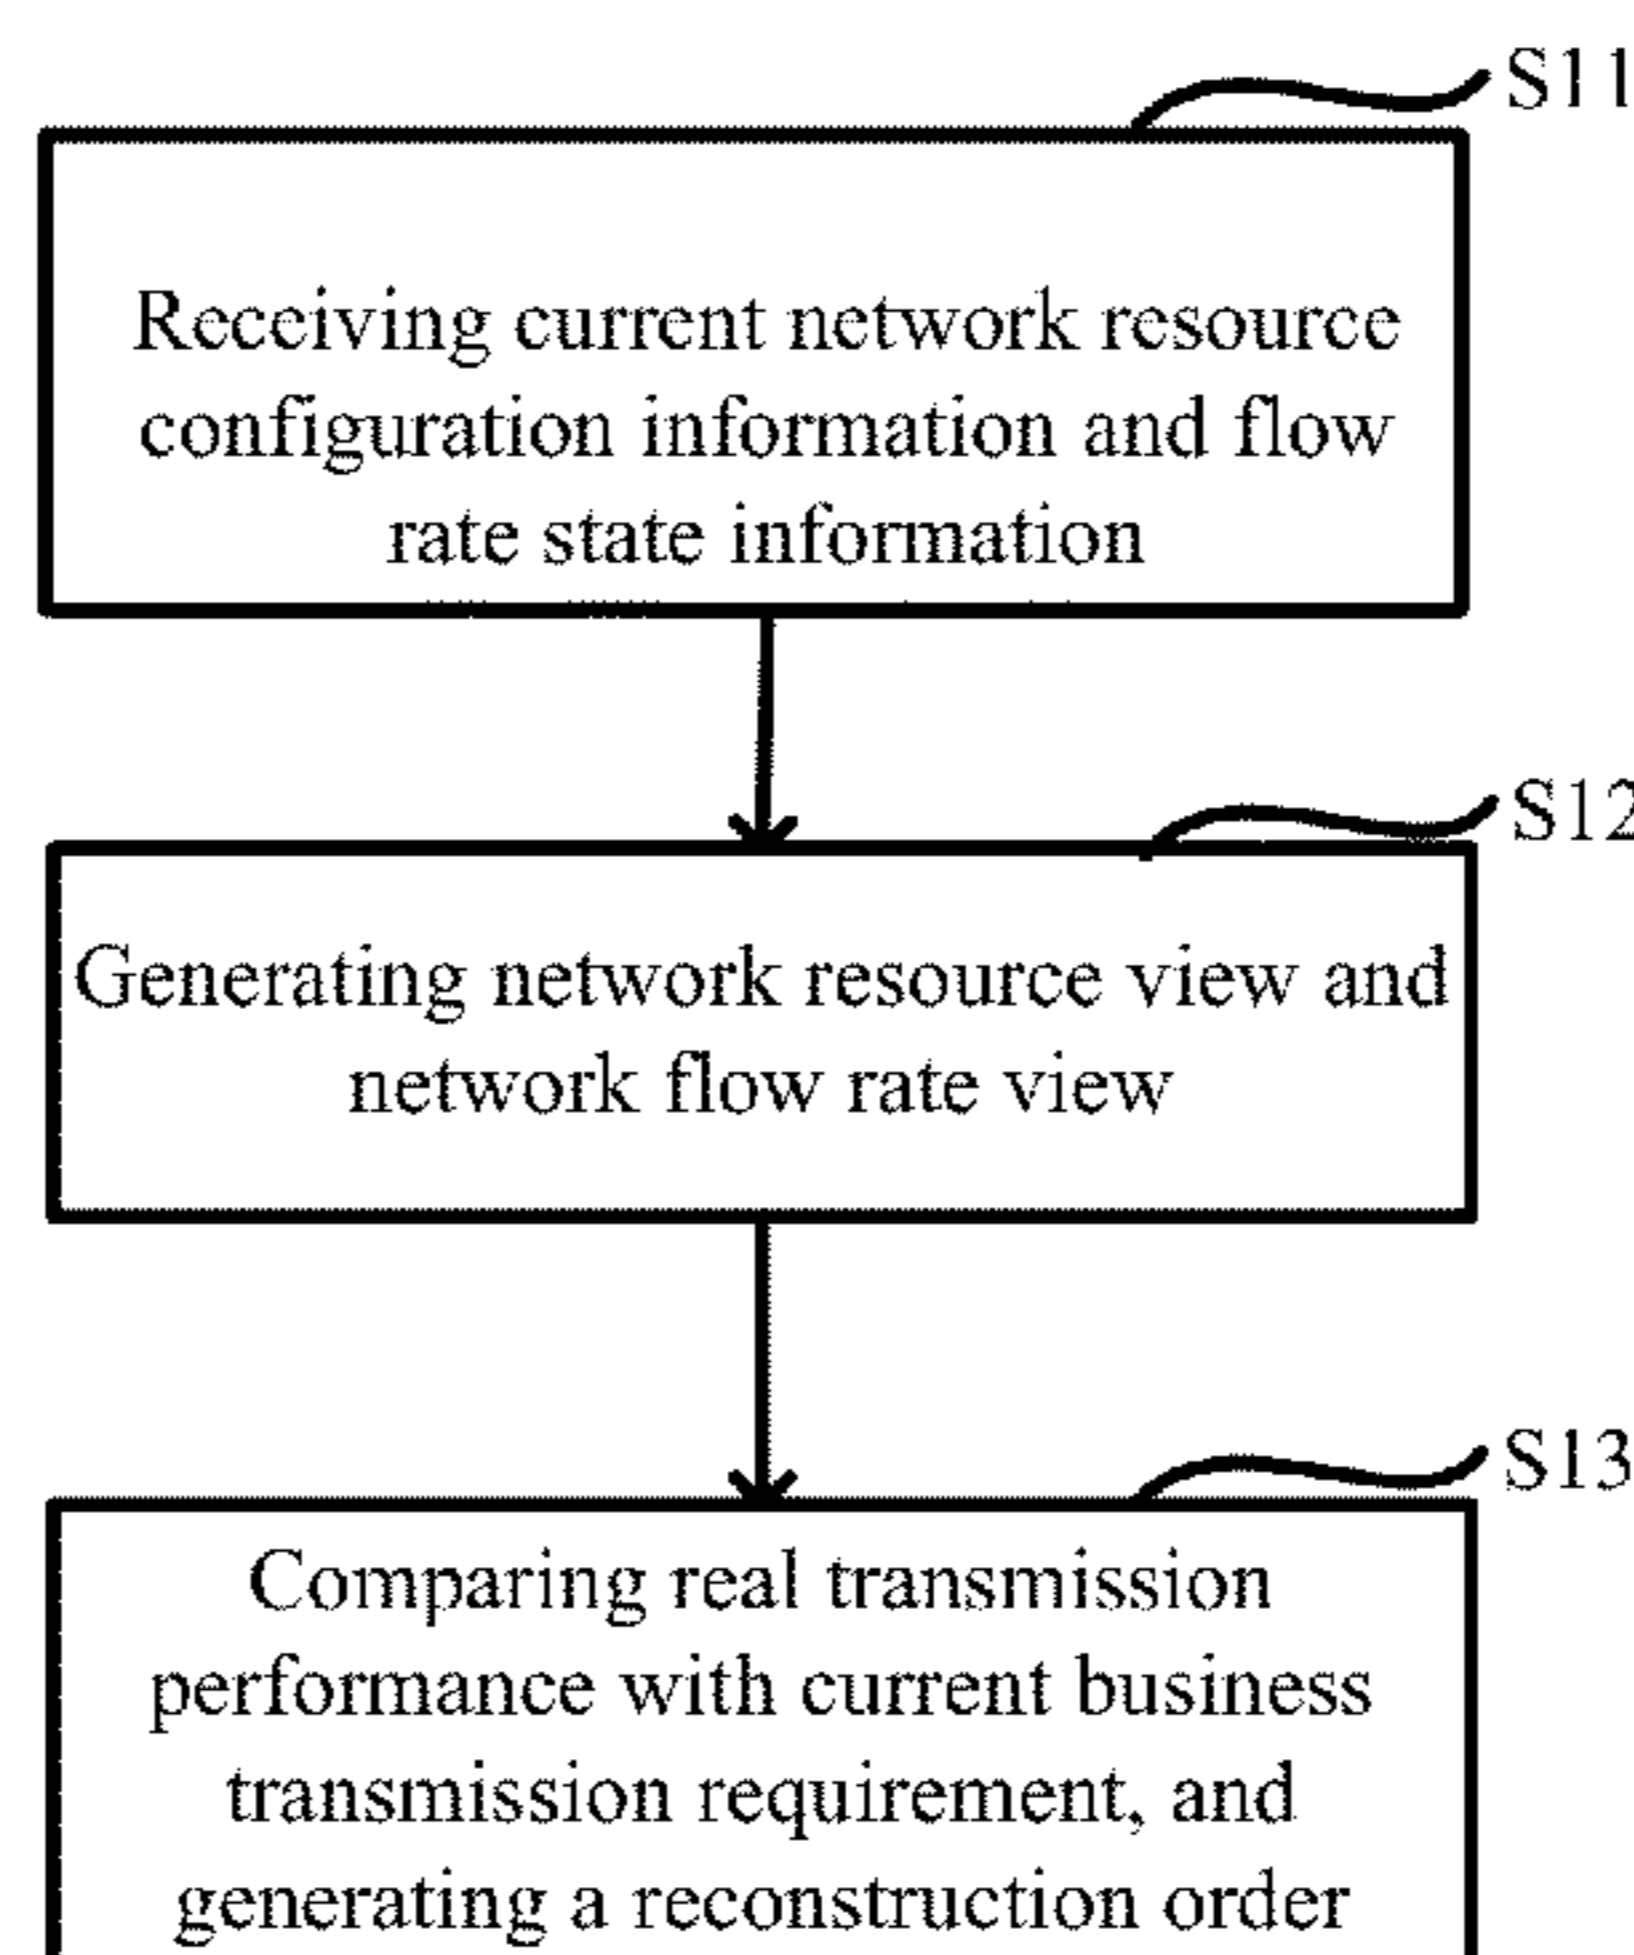 S11
Receiving current network resource
configuration information and flow
rate state information
S12
Generating network resource view and
network flow rate view
S13
Comparing real transmission
performance with current business
transmission requirement, and
generating a reconstruction order